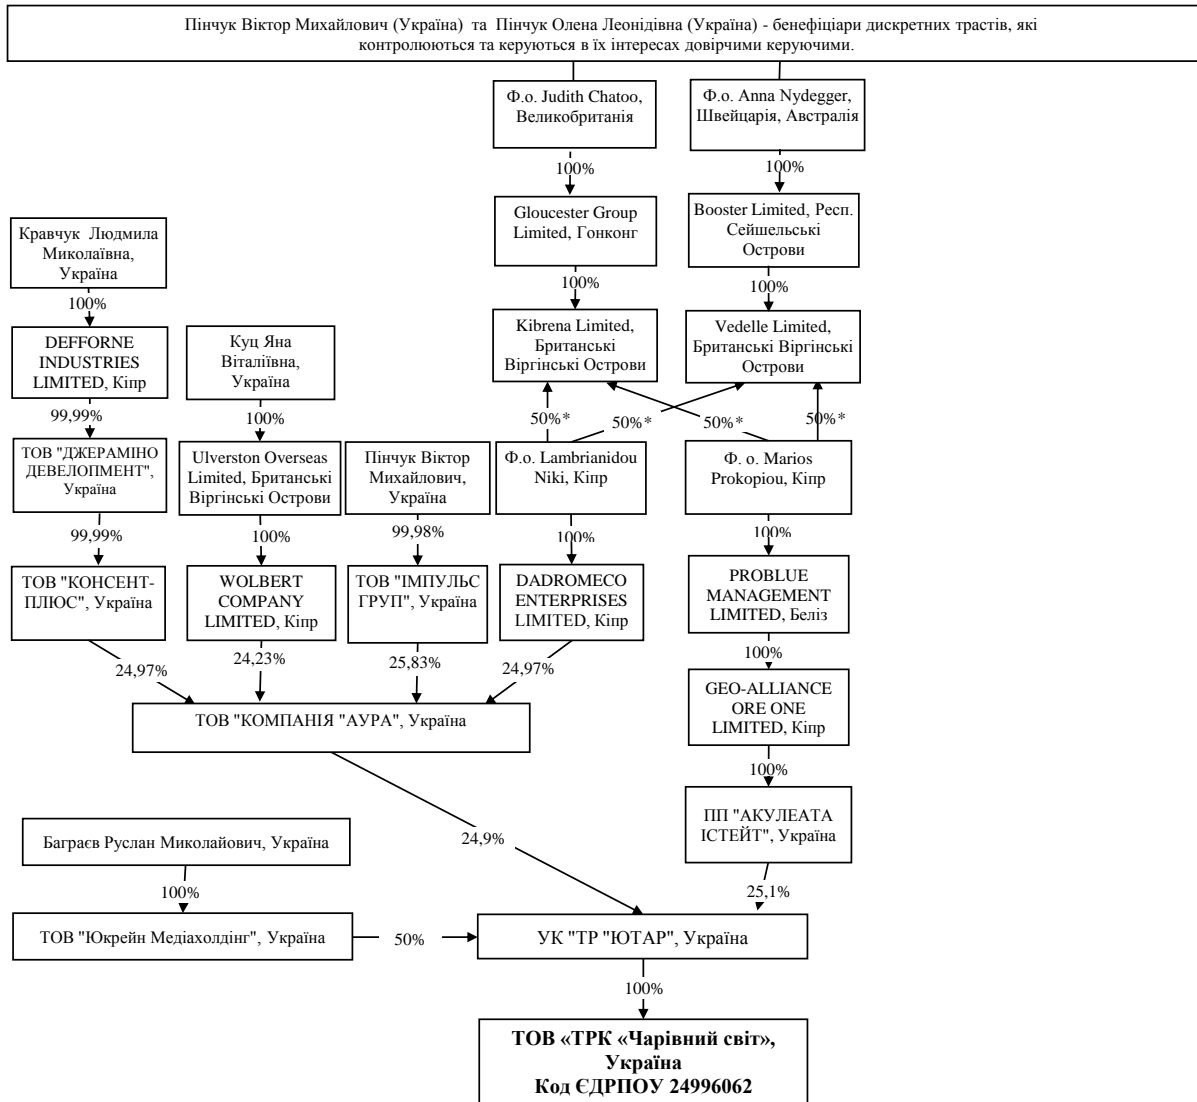 Пінчук Віктор Михайлович (Україна) та Пінчук Олена Леонідівна (Україна) - бенефіціари дискретних трастів, які
контролюються та керуються в їх інтересах довірчими керуючими.
Ф.о. Judith Chatoo,
Великобританія
Ф.о. Anna Nydegger,
Швейцарія, Австралія
100%
100%
Gloucester Group
Limited, Гонконг
Booster Limited, Респ.
Сейшельські
Острови
Кравчук Людмила
Миколаївна,
Україна
100%
100%
100%
Kibrena Limited,
Британські
Віргінські Острови
Vedelle Limited,
Британські Віргінські
Острови
DEFFORNE
INDUSTRIES
LIMITED, Кіпр
Куц Яна
Віталіївна,
Україна
99,99%
100%
50%*
50%*
50%*
50%*
ТОВ "ДЖЕРАМІНО
ДЕВЕЛОПМЕНТ",
Україна
Ulverston Overseas
Limited, Британські
Віргінські Острови
Пінчук Віктор
Михайлович,
Україна
Ф.о. Lambrianidou
Niki, Кіпр
Ф. о. Marios
Prokopiou, Кіпр
99,99%
100%
99,98%
100%
100%
ТОВ "КОНСЕНТ-
ПЛЮС", Україна
WOLBERT
COMPANY
LIMITED, Кіпр
ТОВ "ІМПУЛЬС
ГРУП", Україна
DADROMECO
ENTERPRISES
LIMITED, Кіпр
PROBLUE
MANAGEMENT
LIMITED, Беліз
24,97%
24,23%
25,83%
24,97%
100%
ТОВ "КОМПАНІЯ "АУРА", Україна
GEO-ALLIANCE
ORE ONE
LIMITED, Кіпр
100%
ПП "АКУЛЕАТА
ІСТЕЙТ", Україна
Баграєв Руслан Миколайович, Україна
24,9%
100%
25,1%
ТОВ "Юкрейн Медіахолдінг", Україна
50%
УК "ТР "ЮТАР", Україна
100%
ТОВ «ТРК «Чарівний світ»,
Україна
Код ЄДРПОУ 24996062